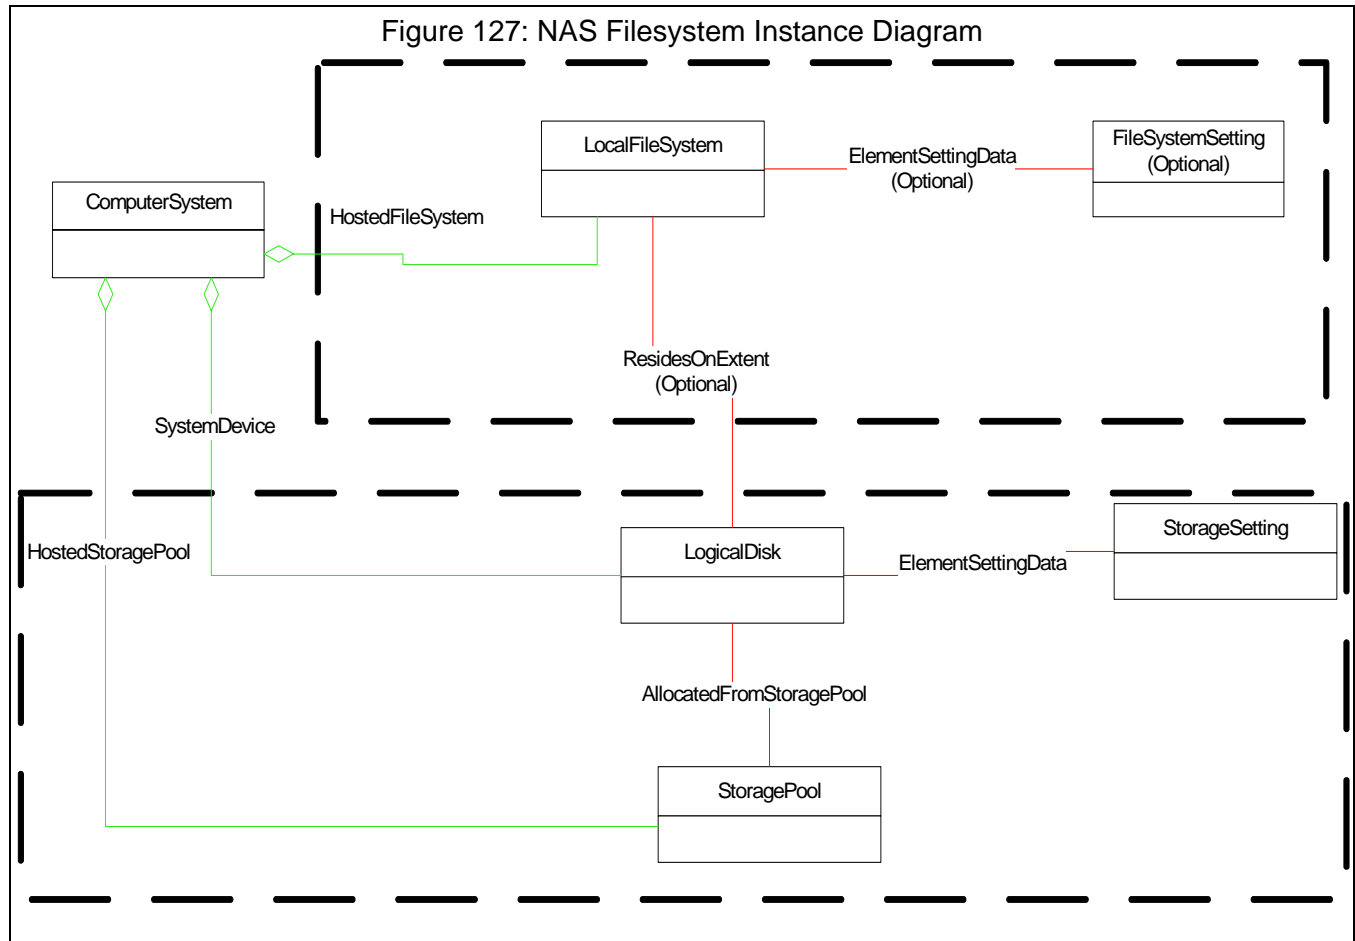 Figure 127: NAS Filesystem Instance Diagram
LocalFileSystem
ElementSettingData
(Optional)
FileSystemSetting
(Optional)
ComputerSystem
HostedFileSystem
ResidesOnExtent
(Optional)
SystemDevice
HostedStoragePool
LogicalDisk
ElementSettingData
StorageSetting
AllocatedFromStoragePool
StoragePool